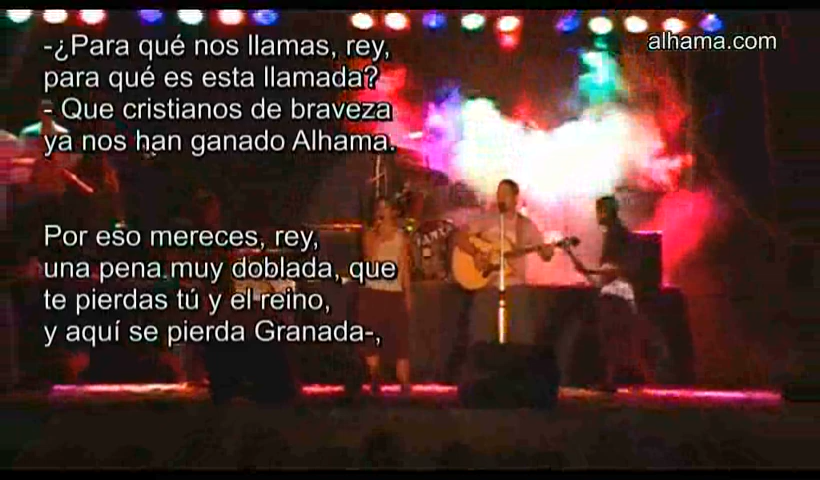 -¿Para qué nos llamas, rey,
para qué es esta llamada?
- Que cristianos de braveza
ya nos han ganado Alhama.
Por eso mereces, rey,
una pena muy doblada, que
te pierdas tú y el reino,
y aquí se pierda Granada-,
alhama.com